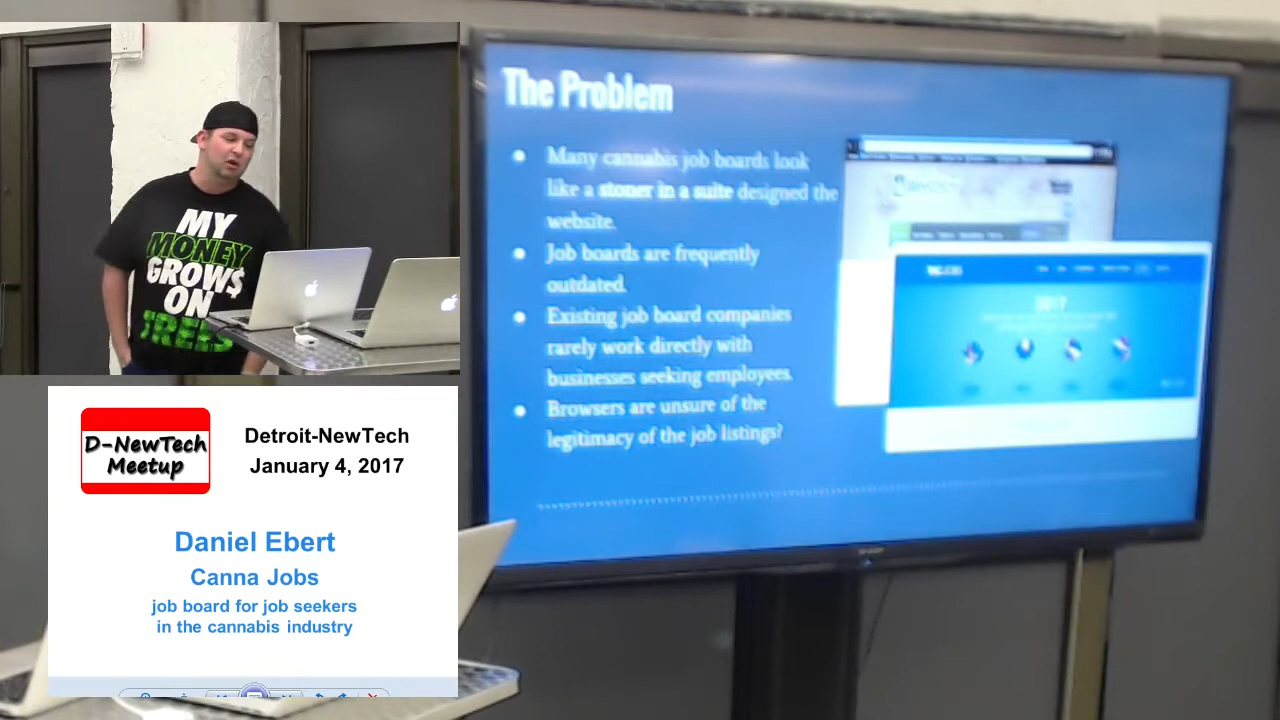 The Problem
Many cannabis job boards look
like a stoner in a suite designed the
website.
Job boards are frequently
outdated.
Existing job board companies
rarely work directly with
businesses seeking employees.
Browsers are unsure of the
legitimacy of the job listings?
2017
MY
MONEY
GROW$
ON
TREES
D-NewTech
Meetup
Detroit-NewTech
January 4, 2017
Daniel Ebert
Canna Jobs
job board for job seekers
in the cannabis industry
SHARP